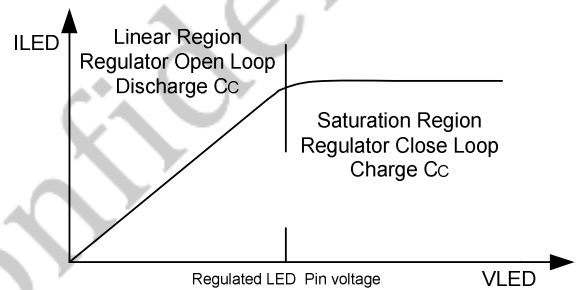 ILED
Linear Region
Regulator Open Loop
Discharge Cc
Saturation Region
Regulator Close Loop
Charge Cc
Regulated LED Pin voltage
VLED
onfide